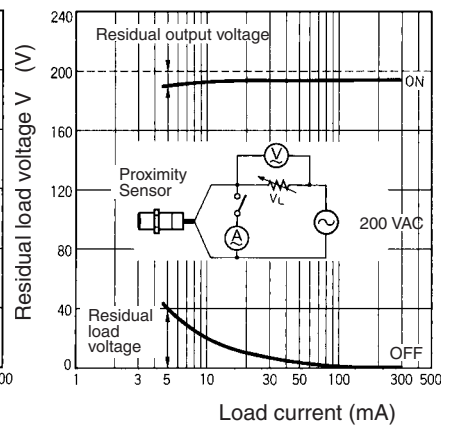 Residual load voltage V (V)
240
200
160
120
80
40
0
Residual output voltage
ON
Proximity
Sensor
V
VL
A
200 VAC
Residual
load
voltage
OFF
00
1 3 5 10 30 50 100 300 500
Load current (mA)